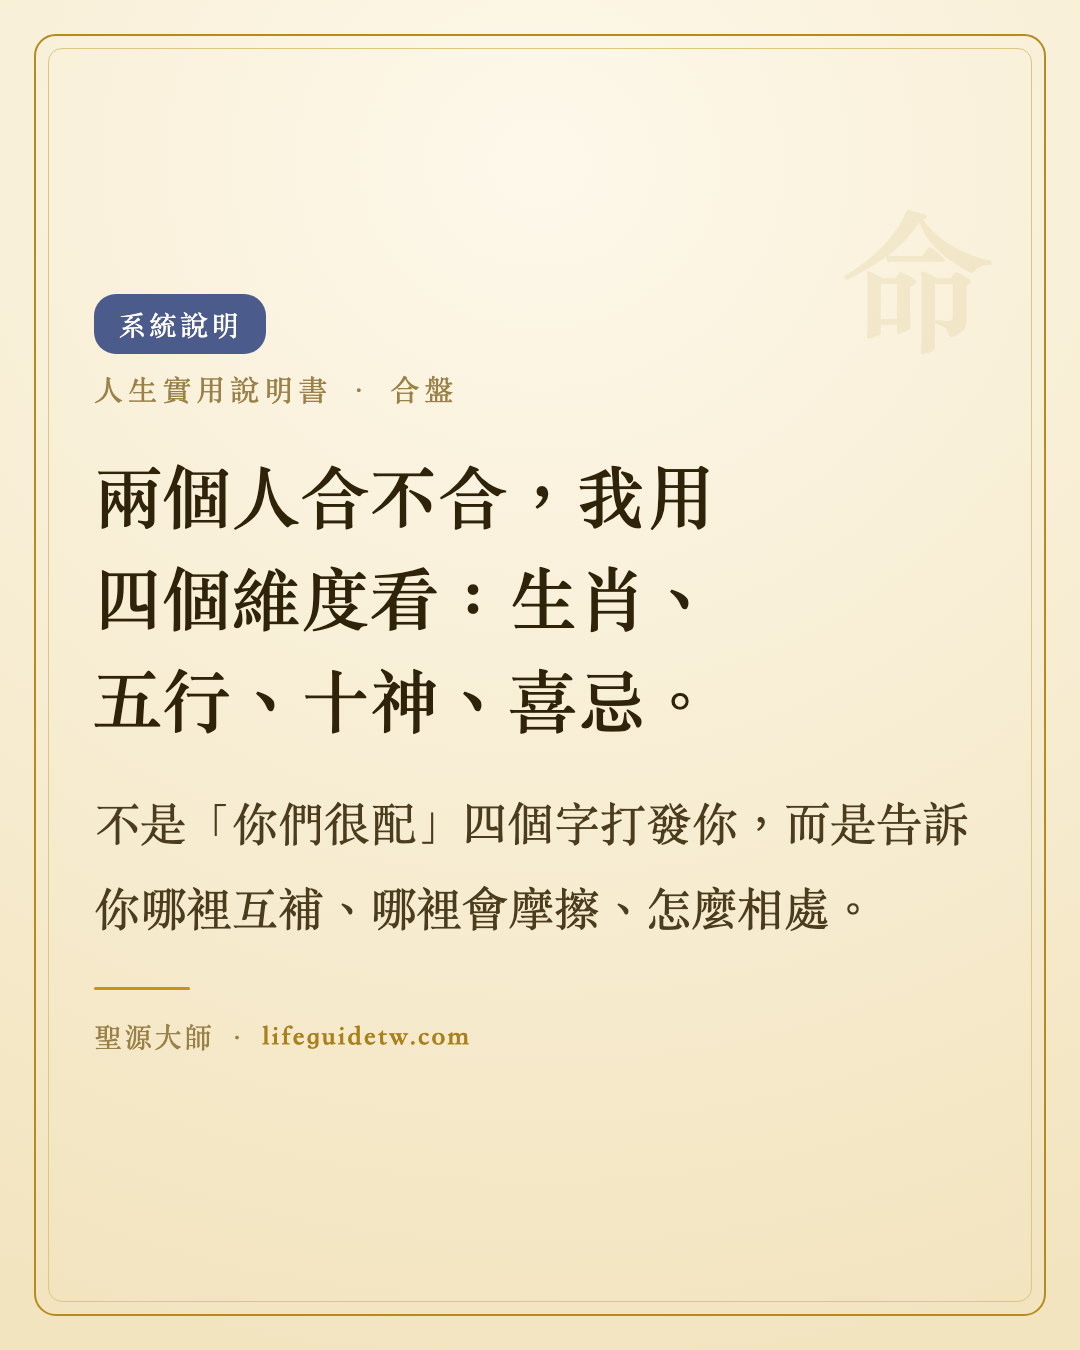 命
系統說明
人生實用說明書 · 合盤
兩個人合不合，我用
四個維度看：生肖、
五行、十神、喜忌。
不是「你們很配」四個字打發你，而是告訴
你哪裡互補、哪裡會摩擦、怎麼相處。
聖源大師 · lifeguidetw.com